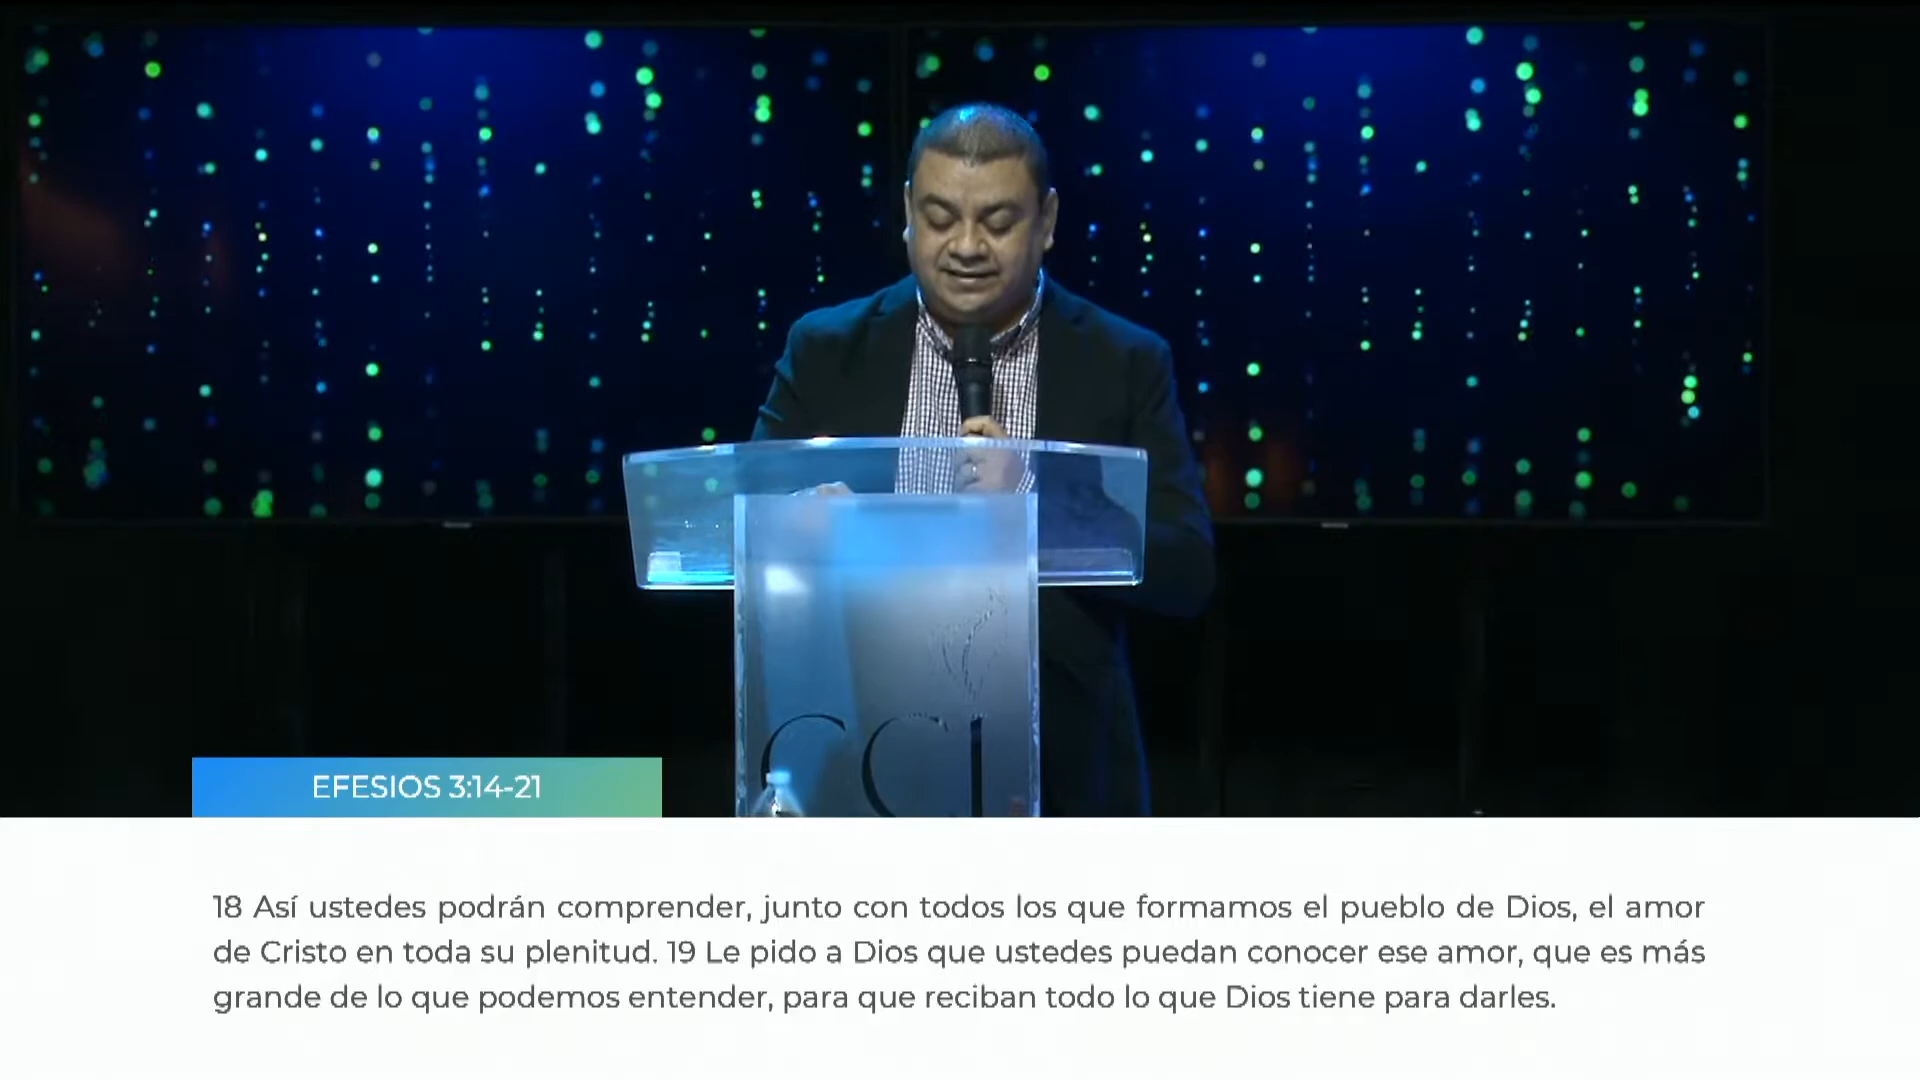 CCI
EFESIOS 3:14-21
18 Así ustedes podrán comprender, junto con todos los que formamos el pueblo de Dios, el amor
de Cristo en toda su plenitud. 19 Le pido a Dios que ustedes puedan conocer ese amor, que es más
grande de lo que podemos entender, para que reciban todo lo que Dios tiene para darles.